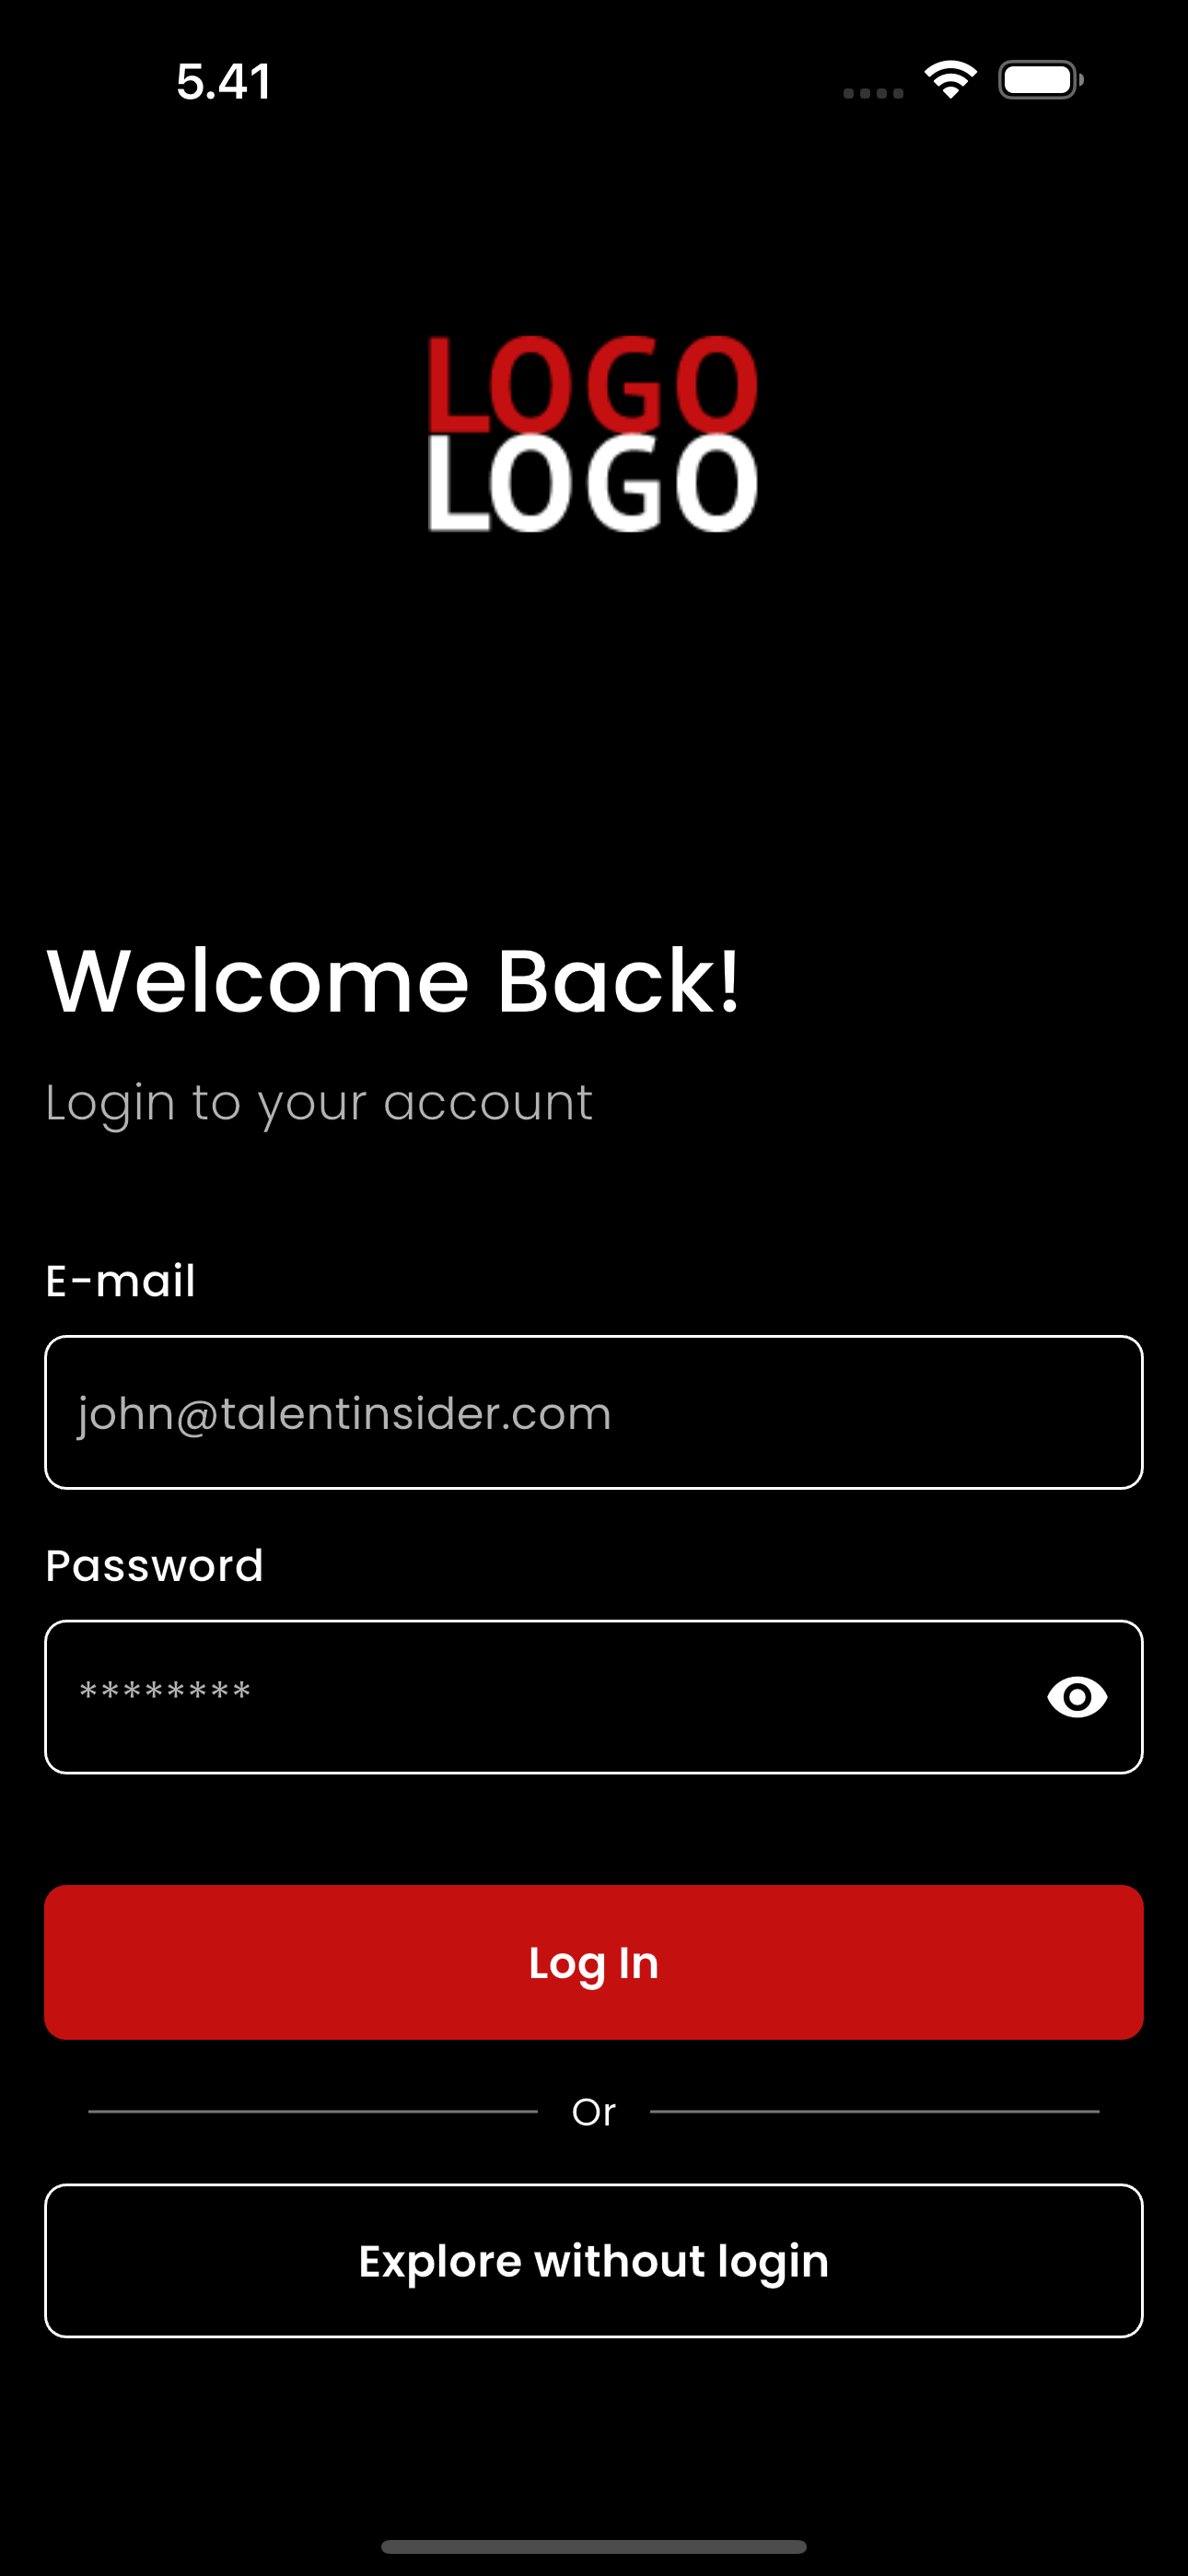 5.41
LOGO
LOGO
Welcome Back!
Login to your account
E-mail
john@talentinsider.com
Password
********
Log In
Or
Explore without login